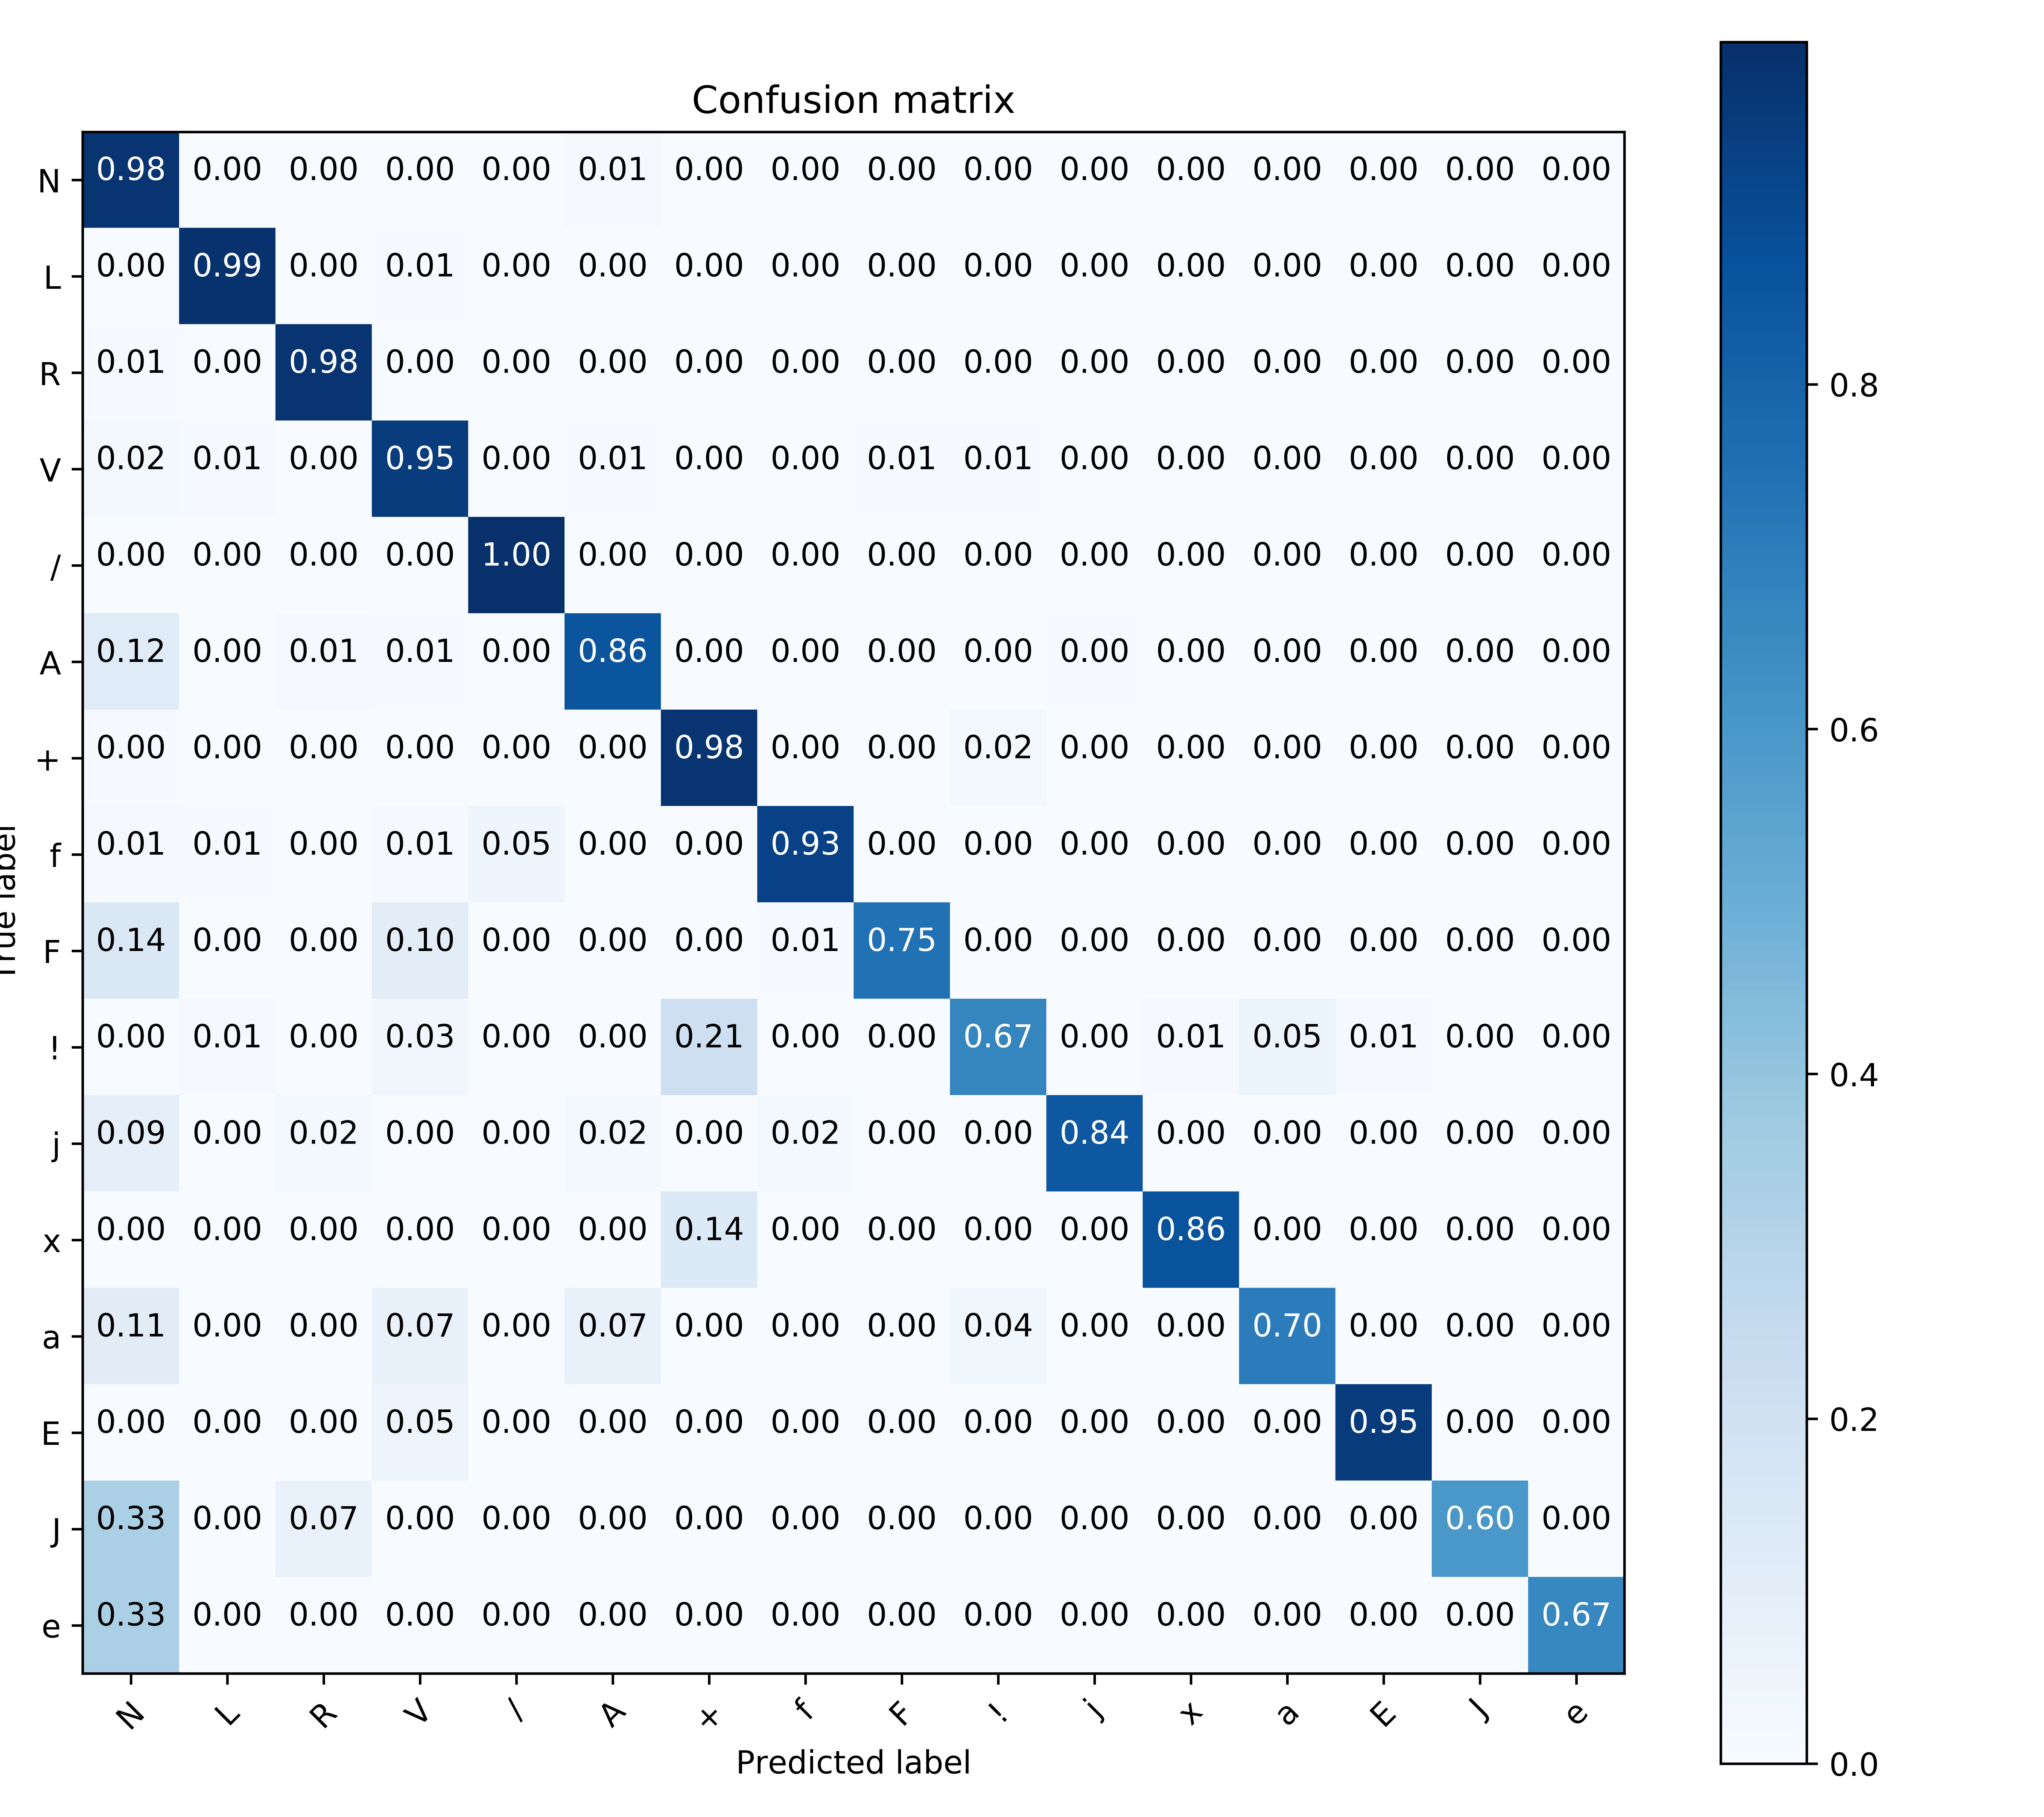 Confusion matrix
N 0.98 0.00 0.00 0.00 0.00 0.01 0.00 0.00 0.00 0.00 0.00 0.00 0.00 0.00 0.00 0.00
L 0.00 0.99 0.00 0.01 0.00 0.00 0.00 0.00 0.00 0.00 0.00 0.00 0.00 0.00 0.00 0.00
R 0.01 0.00 0.98 0.00 0.00 0.00 0.00 0.00 0.00 0.00 0.00 0.00 0.00 0.00 0.00 0.00
V 0.02 0.01 0.00 0.95 0.00 0.01 0.00 0.00 0.01 0.01 0.00 0.00 0.00 0.00 0.00 0.00
/ 0.00 0.00 0.00 0.00 1.00 0.00 0.00 0.00 0.00 0.00 0.00 0.00 0.00 0.00 0.00 0.00
A 0.12 0.00 0.01 0.01 0.00 0.86 0.00 0.00 0.00 0.00 0.00 0.00 0.00 0.00 0.00 0.00
+ 0.00 0.00 0.00 0.00 0.00 0.00 0.98 0.00 0.00 0.02 0.00 0.00 0.00 0.00 0.00 0.00
f 0.01 0.01 0.00 0.01 0.05 0.00 0.00 0.93 0.00 0.00 0.00 0.00 0.00 0.00 0.00 0.00
F 0.14 0.00 0.00 0.10 0.00 0.00 0.00 0.01 0.75 0.00 0.00 0.00 0.00 0.00 0.00 0.00
! 0.00 0.01 0.00 0.03 0.00 0.00 0.21 0.00 0.00 0.67 0.00 0.01 0.05 0.01 0.00 0.00
j 0.09 0.00 0.02 0.00 0.00 0.02 0.00 0.02 0.00 0.00 0.84 0.00 0.00 0.00 0.00 0.00
x 0.00 0.00 0.00 0.00 0.00 0.00 0.14 0.00 0.00 0.00 0.00 0.86 0.00 0.00 0.00 0.00
a 0.11 0.00 0.00 0.07 0.00 0.07 0.00 0.00 0.00 0.04 0.00 0.00 0.70 0.00 0.00 0.00
E 0.00 0.00 0.00 0.05 0.00 0.00 0.00 0.00 0.00 0.00 0.00 0.00 0.00 0.95 0.00 0.00
J 0.33 0.00 0.07 0.00 0.00 0.00 0.00 0.00 0.00 0.00 0.00 0.00 0.00 0.00 0.60 0.00
e 0.33 0.00 0.00 0.00 0.00 0.00 0.00 0.00 0.00 0.00 0.00 0.00 0.00 0.00 0.00 0.67
N L R V / A + f F ! j x a E J e
Predicted label
True label
0.8
0.6
0.4
0.2
0.0